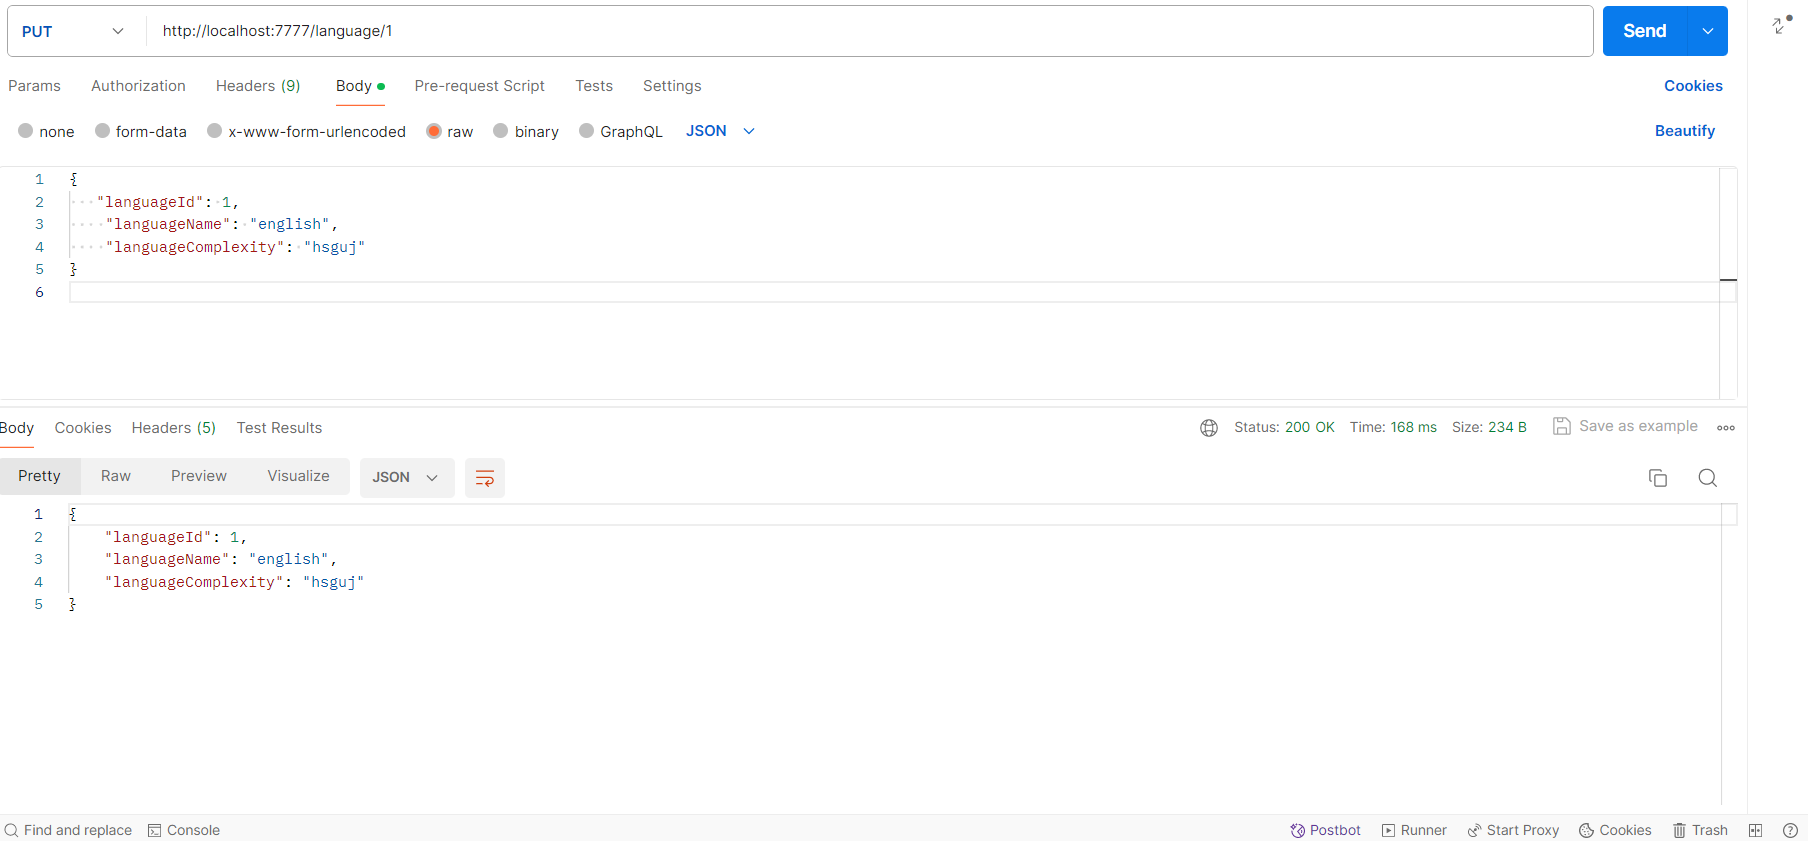 PUT http://localhost:7777/language/1 Send
Params Authorization Headers (9) Body Pre-request Script Tests Settings Cookies
none form-data x-www-form-urlencoded raw binary GraphQL JSON Beautify
1 {
2 "languageId": 1,
3 "languageName": "english",
4 "languageComplexity": "hsguj"
5 }
6
Body Cookies Headers (5) Test Results Status: 200 OK Time: 168 ms Size: 234 B Save as example
Pretty Raw Preview Visualize JSON
1 {
2 "languageId": 1,
3 "languageName": "english",
4 "languageComplexity": "hsguj"
5 }
Find and replace Console Postbot Runner Start Proxy Cookies Trash